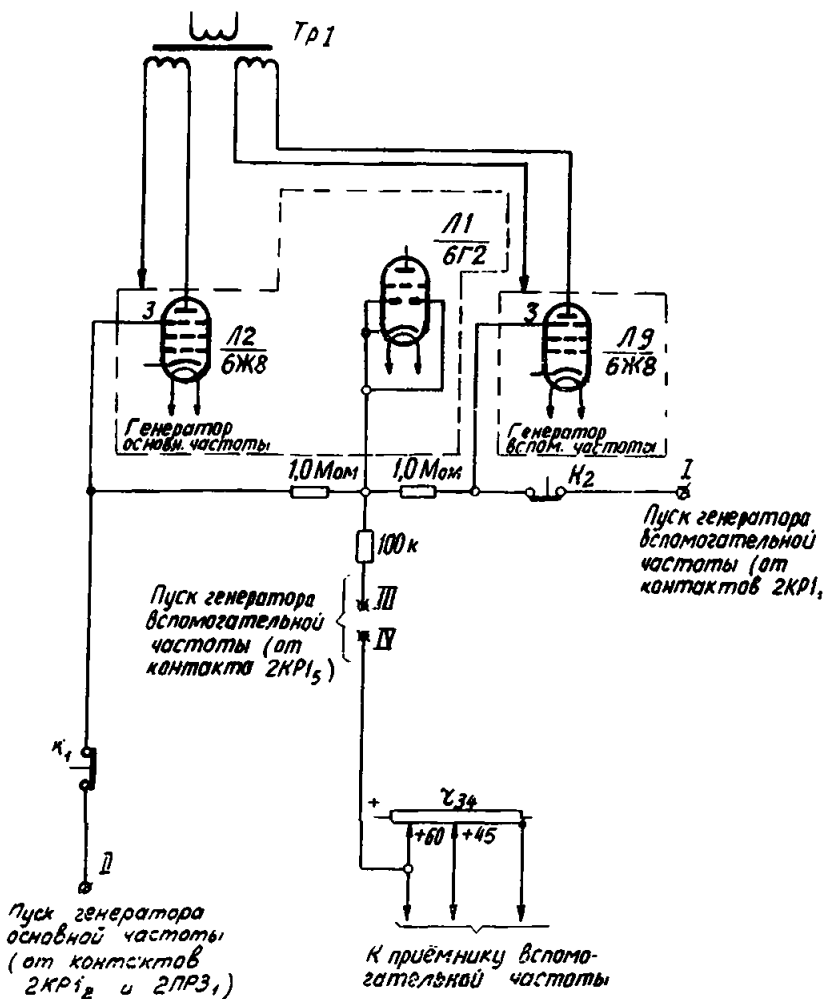 Тр1
Л1
6Г2
3
Л2
6Ж8
3
Л9
6Ж8
Генератор
основн. частоты
Генератор
вспом. частоты
1,0 Мом
1,0 Мом
К2
I
100 к
Пуск генератора
вспомогательной
частоты (от
контактов 2КР1,
Пуск генератора
вспомогательной
частоты (от
контакта 2КР1₅)
III
IV
К₁
+
τ34
+60
+45
II
Пуск генератора
основной частоты
(от контактов
2КР1₂ и 2ПР3₁)
К приёмнику вспомо-
гательной частоты